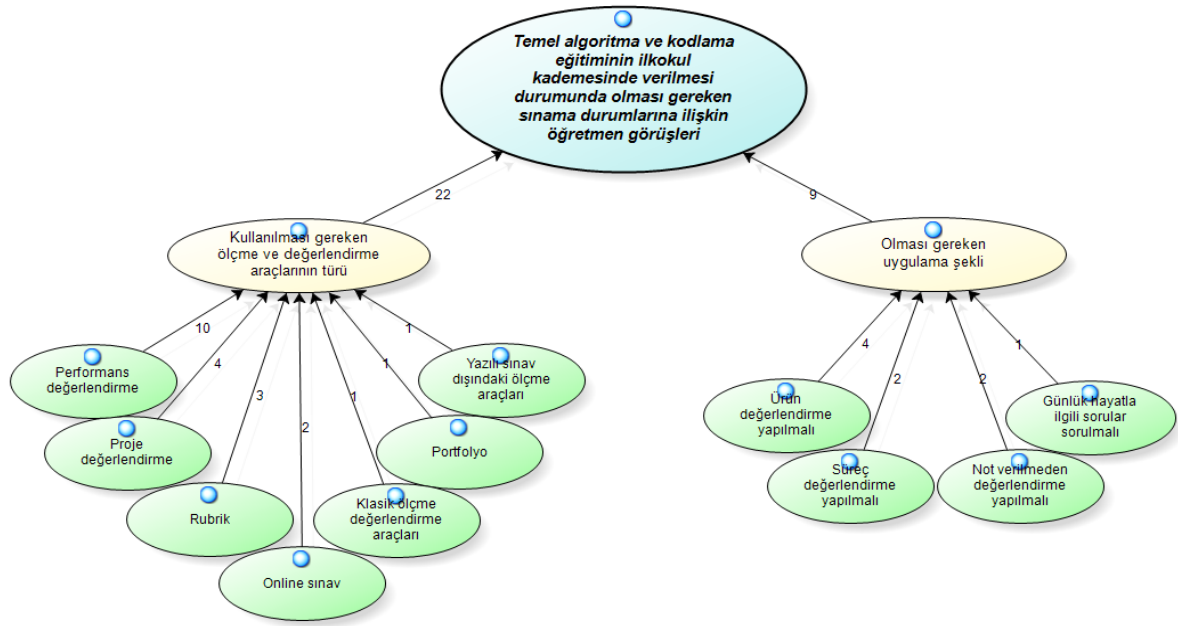 Temel algoritma ve kodlama
eğitiminin ilkokul
kademesinde verilmesi
durumunda olması gereken
sınama durumlarına ilişkin
öğretmen görüşleri
22
9
Kullanılması gereken
ölçme ve değerlendirme
araçlarının türü
Olması gereken
uygulama şekli
10
4
3
2
1
1
1
4
2
2
1
Performans
değerlendirme
Proje
değerlendirme
Rubrik
Online sınav
Klasik ölçme
değerlendirme
araçları
Portfolyo
Yazılı sınav
dışındaki ölçme
araçları
Ürün
değerlendirme
yapılmalı
Süreç
değerlendirme
yapılmalı
Not verilmeden
değerlendirme
yapılmalı
Günlük hayatla
ilgili sorular
sorulmalı